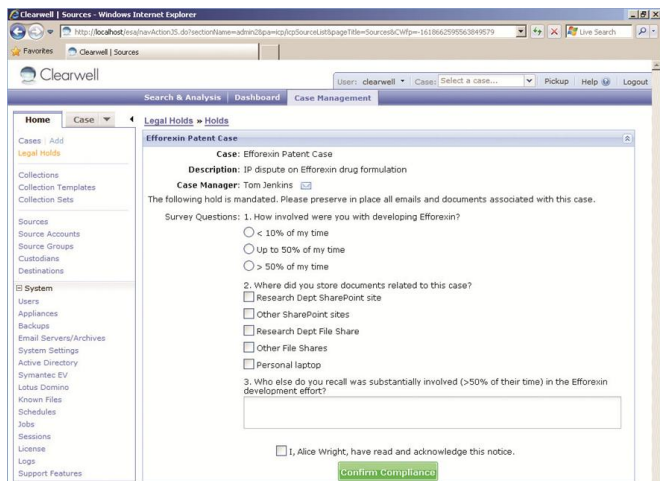 Clearwell | Sources - Windows Internet Explorer
http://localhost/esa/navActionJS.do?sectionName=admin2&pa=icp/icpSourceList&pageTitle=Sources&CWfp=-1618662595563849579
Live Search
Favorites
Clearwell | Sources
Clearwell
User: clearwell
Case: Select a case...
Pickup
Help
Logout
Search & Analysis | Dashboard
Case Management
Home
Case
Legal Holds » Holds
Cases | Add
Legal Holds
Collections
Collection Templates
Collection Sets
Sources
Source Accounts
Source Groups
Custodians
Destinations
System
Users
Appliances
Backups
Email Servers/Archives
System Settings
Active Directory
Symantec EV
Lotus Domino
Known Files
Schedules
Jobs
Sessions
License
Logs
Support Features
Efforexin Patent Case
Case: Efforexin Patent Case
Description: IP dispute on Efforexin drug formulation
Case Manager: Tom Jenkins
The following hold is mandated. Please preserve in place all emails and documents associated with this case.
Survey Questions: 1. How involved were you with developing Efforexin?
< 10% of my time
Up to 50% of my time
> 50% of my time
2. Where did you store documents related to this case?
Research Dept SharePoint site
Other SharePoint sites
Research Dept File Share
Other File Shares
Personal laptop
3. Who else do you recall was substantially involved (>50% of their time) in the Efforexin
development effort?
I, Alice Wright, have read and acknowledge this notice.
Confirm Compliance